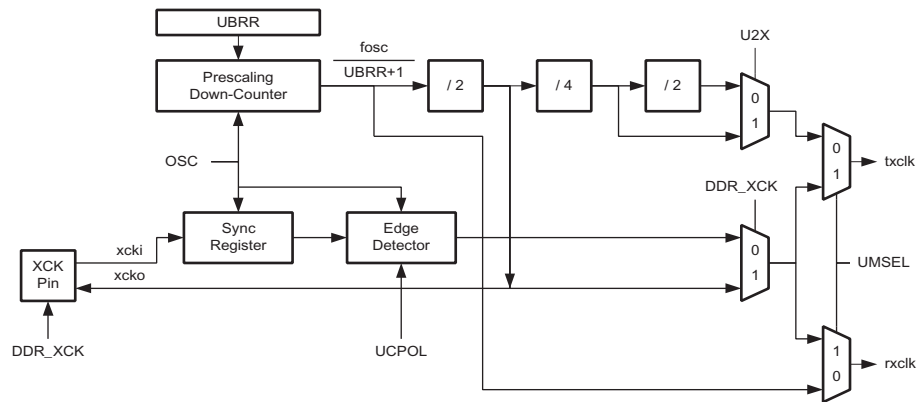 UBRR
Prescaling
Down-Counter
fosc
UBRR+1
/ 2
/ 4
/ 2
U2X
0
1
OSC
0
1
txclk
DDR_XCK
Sync
Register
Edge
Detector
0
1
xcki
xcko
XCK
Pin
UMSEL
DDR_XCK
UCPOL
1
0
rxclk